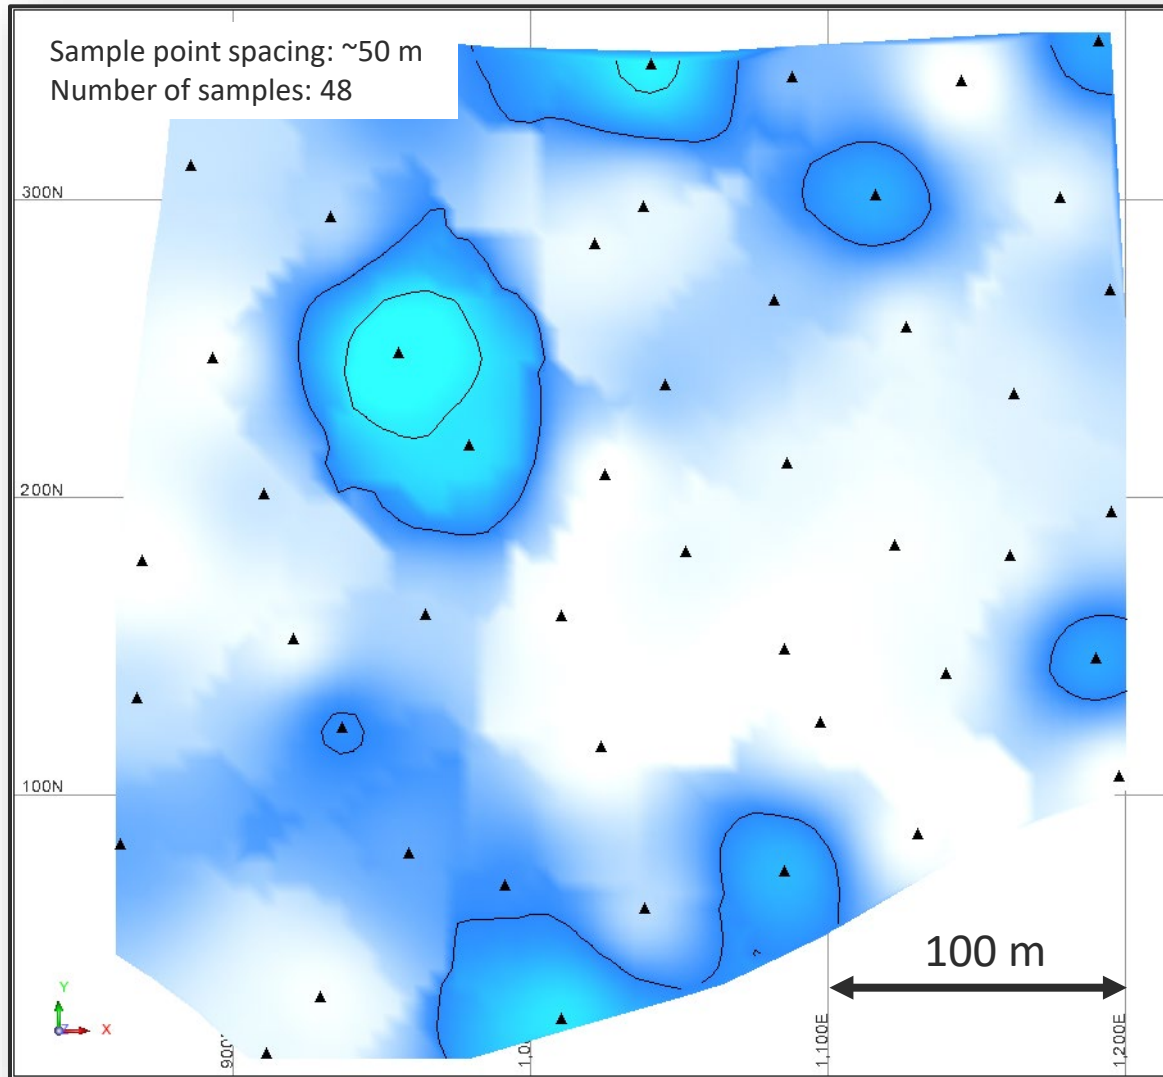 Sample point spacing: ~50 m
Number of samples: 48
300N
200N
100N
100 m
Y
Z X
1,100E
1,200E